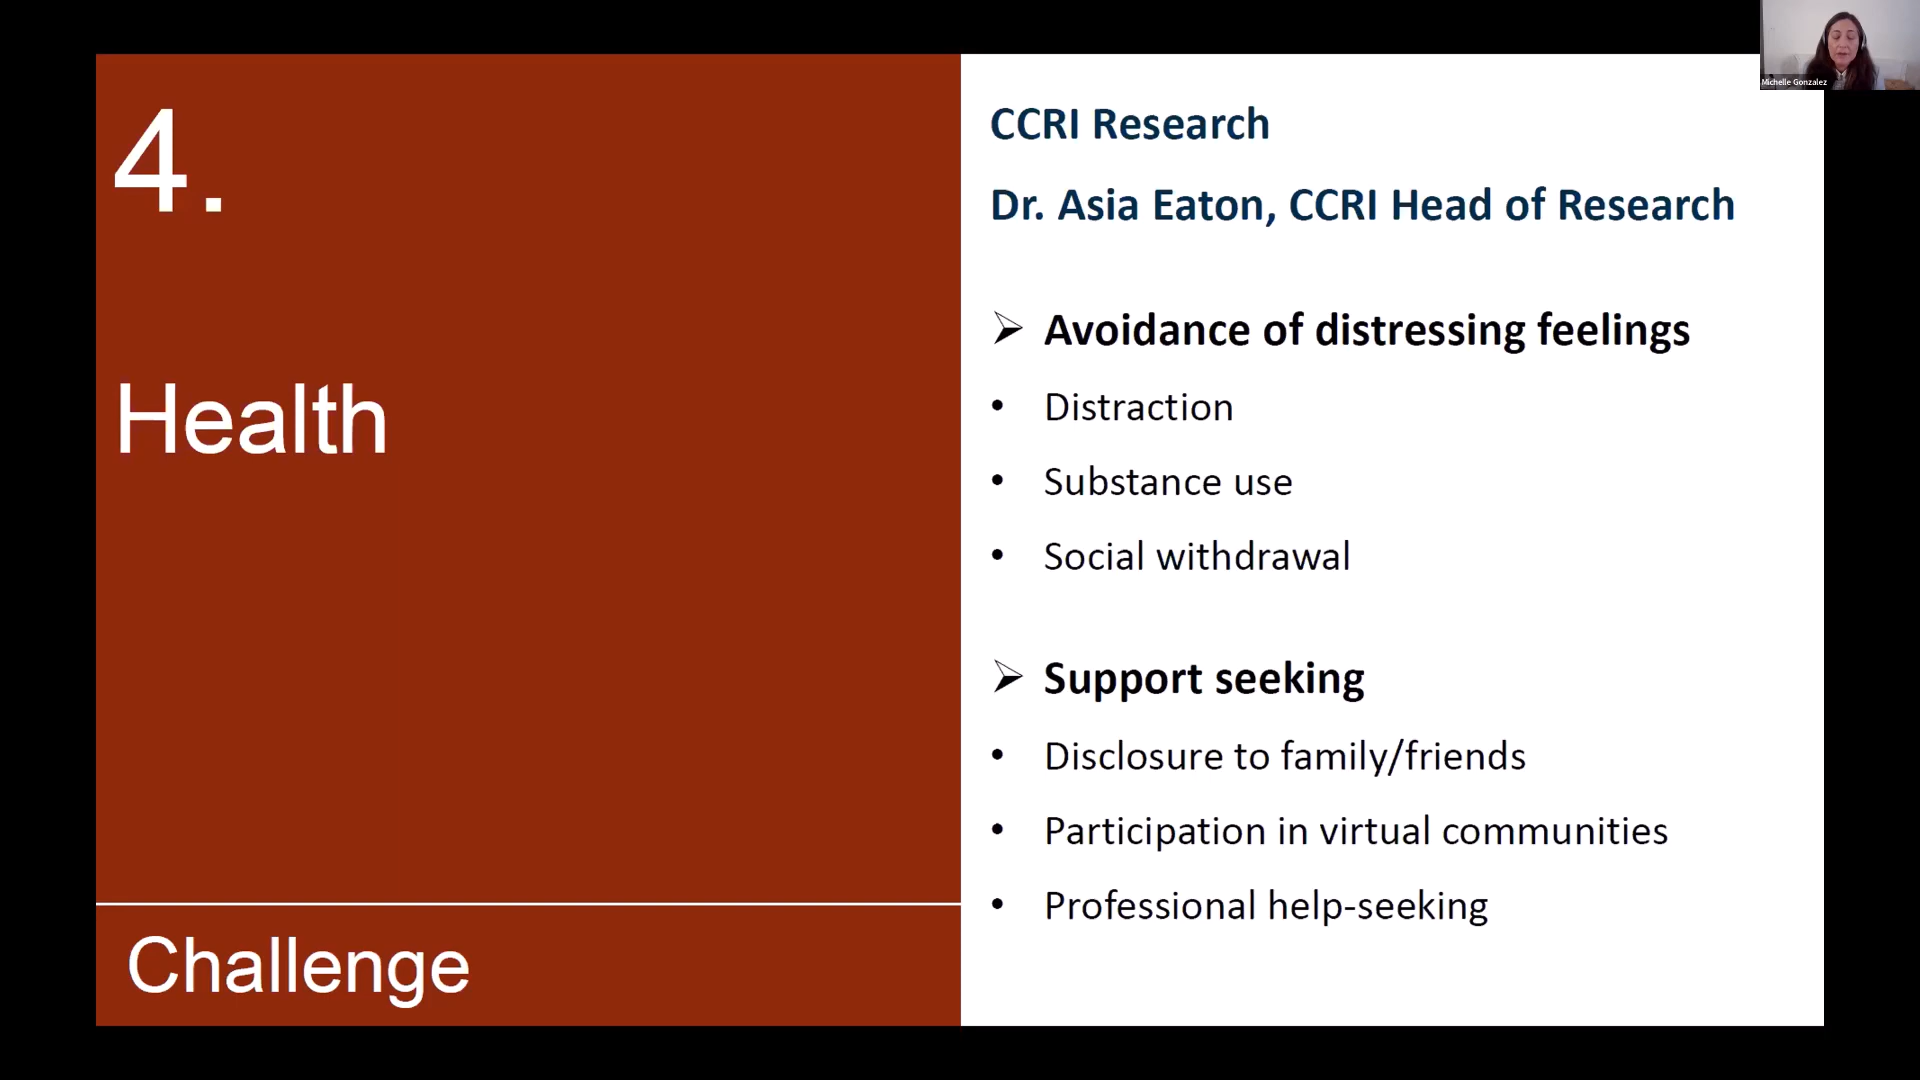 4.
Health
Challenge
CCRI Research
Dr. Asia Eaton, CCRI Head of Research
➢ Avoidance of distressing feelings
• Distraction
• Substance use
• Social withdrawal
➢ Support seeking
• Disclosure to family/friends
• Participation in virtual communities
• Professional help-seeking
Michelle Gonzalez